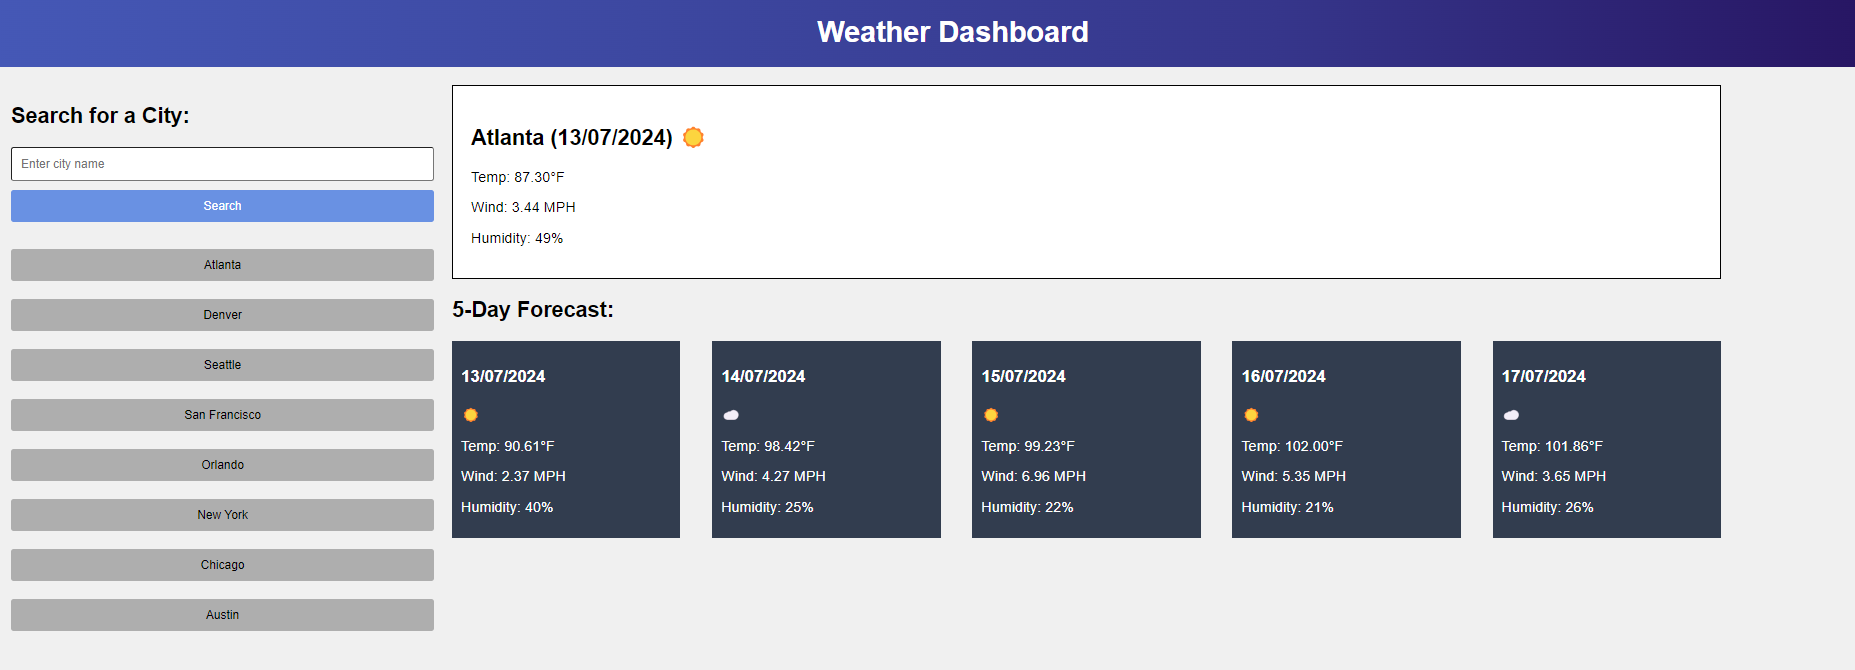 Weather Dashboard
Search for a City:
Enter city name
Search
Atlanta
Denver
Seattle
San Francisco
Orlando
New York
Chicago
Austin
Atlanta (13/07/2024)
Temp: 87.30°F
Wind: 3.44 MPH
Humidity: 49%
5-Day Forecast:
13/07/2024
Temp: 90.61°F
Wind: 2.37 MPH
Humidity: 40%
14/07/2024
Temp: 98.42°F
Wind: 4.27 MPH
Humidity: 25%
15/07/2024
Temp: 99.23°F
Wind: 6.96 MPH
Humidity: 22%
16/07/2024
Temp: 102.00°F
Wind: 5.35 MPH
Humidity: 21%
17/07/2024
Temp: 101.86°F
Wind: 3.65 MPH
Humidity: 26%